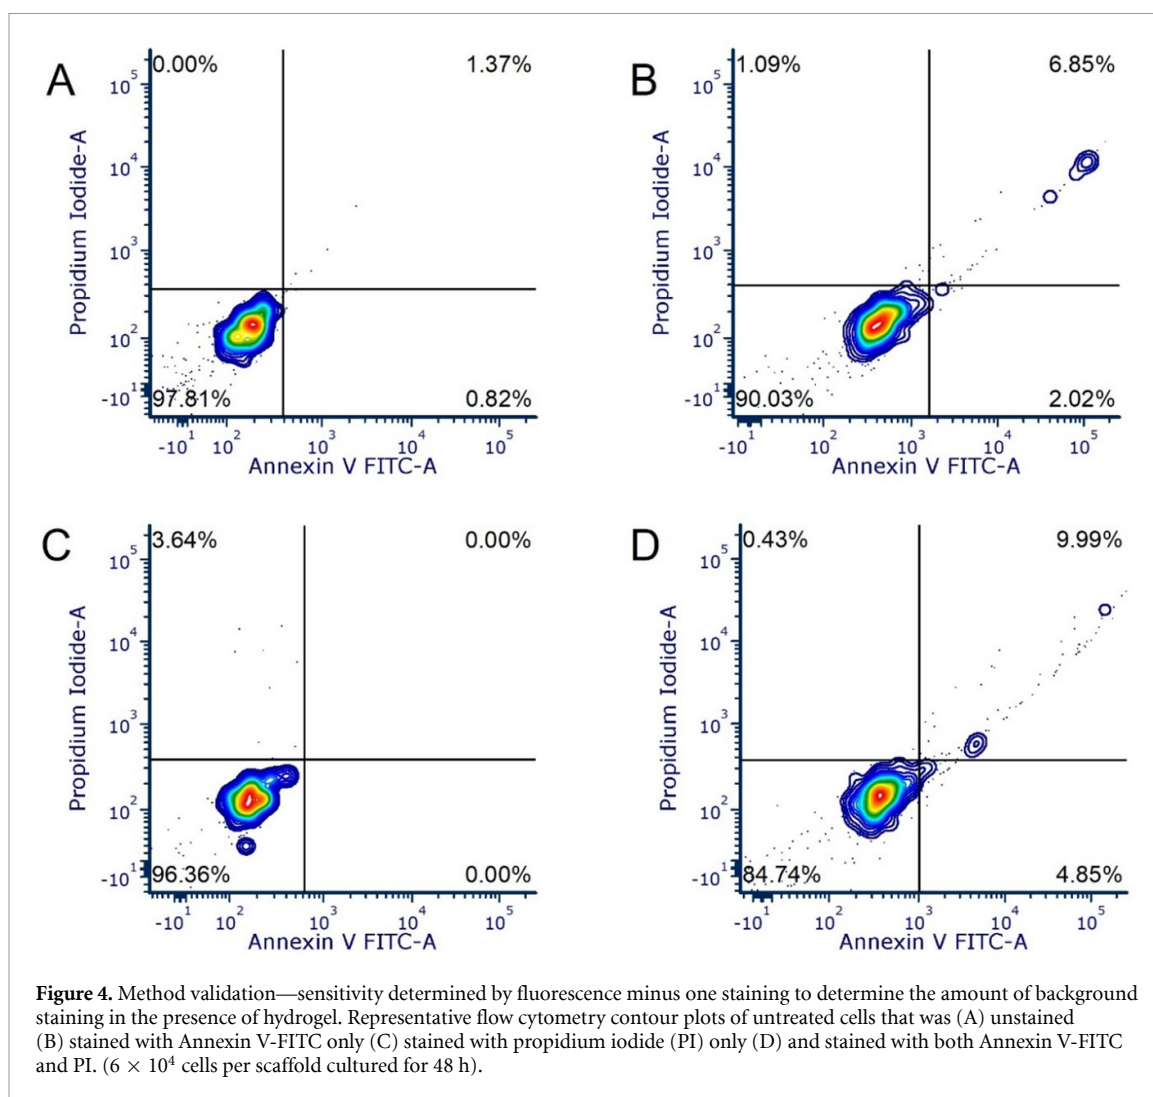 A
0.00%
1.37%
10^5
10^4
10^3
10^2
-10^1
Propidium Iodide-A
97.81%
0.82%
-10^1 10^2 10^3 10^4 10^5
Annexin V FITC-A
B
1.09%
6.85%
10^5
10^4
10^3
10^2
-10^1
Propidium Iodide-A
90.03%
2.02%
-10^1 10^2 10^3 10^4 10^5
Annexin V FITC-A
C
3.64%
0.00%
10^5
10^4
10^3
10^2
-10^1
Propidium Iodide-A
96.36%
0.00%
-10^1 10^2 10^3 10^4 10^5
Annexin V FITC-A
D
0.43%
9.99%
10^5
10^4
10^3
10^2
-10^1
Propidium Iodide-A
84.74%
4.85%
-10^1 10^2 10^3 10^4 10^5
Annexin V FITC-A
Figure 4. Method validation—sensitivity determined by fluorescence minus one staining to determine the amount of background
staining in the presence of hydrogel. Representative flow cytometry contour plots of untreated cells that was (A) unstained
(B) stained with Annexin V-FITC only (C) stained with propidium iodide (PI) only (D) and stained with both Annexin V-FITC
and PI. (6 × 10^4 cells per scaffold cultured for 48 h).